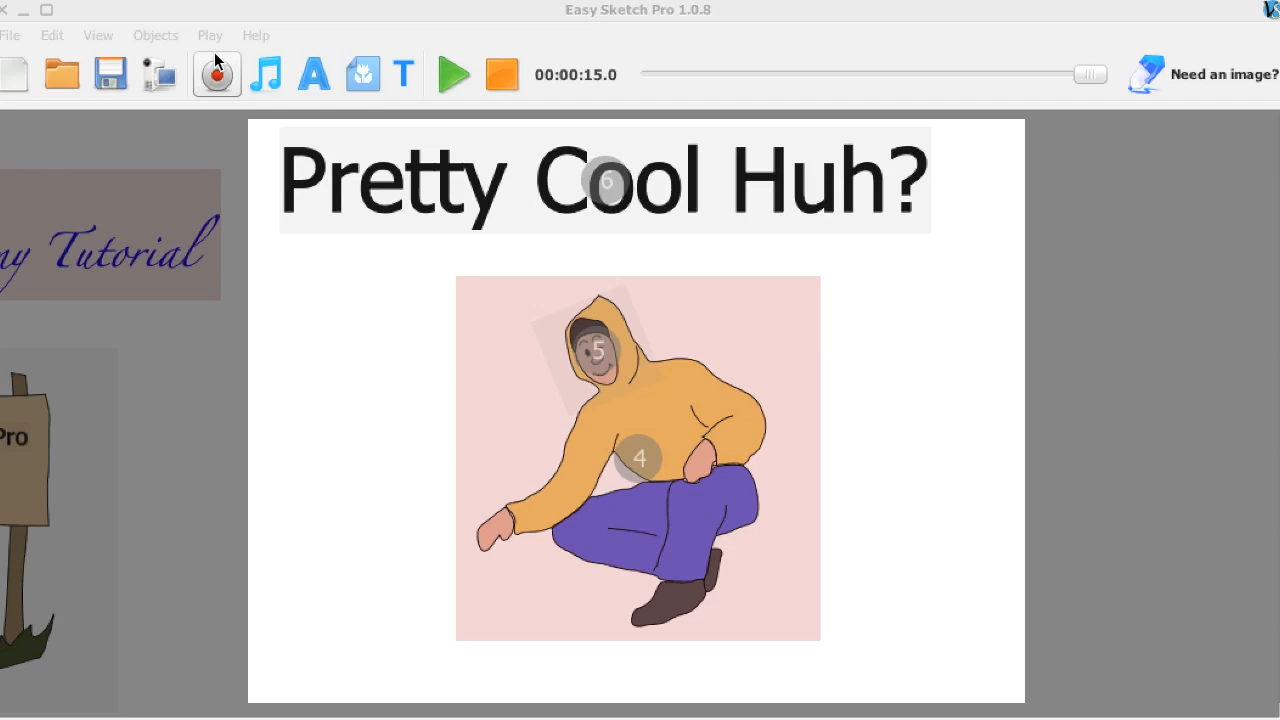 Easy Sketch Pro 1.0.8
File Edit View Objects Play Help
A T 00:00:15.0 Need an image?
Pretty Cool Huh?
6
my Tutorial
5
Pro
4